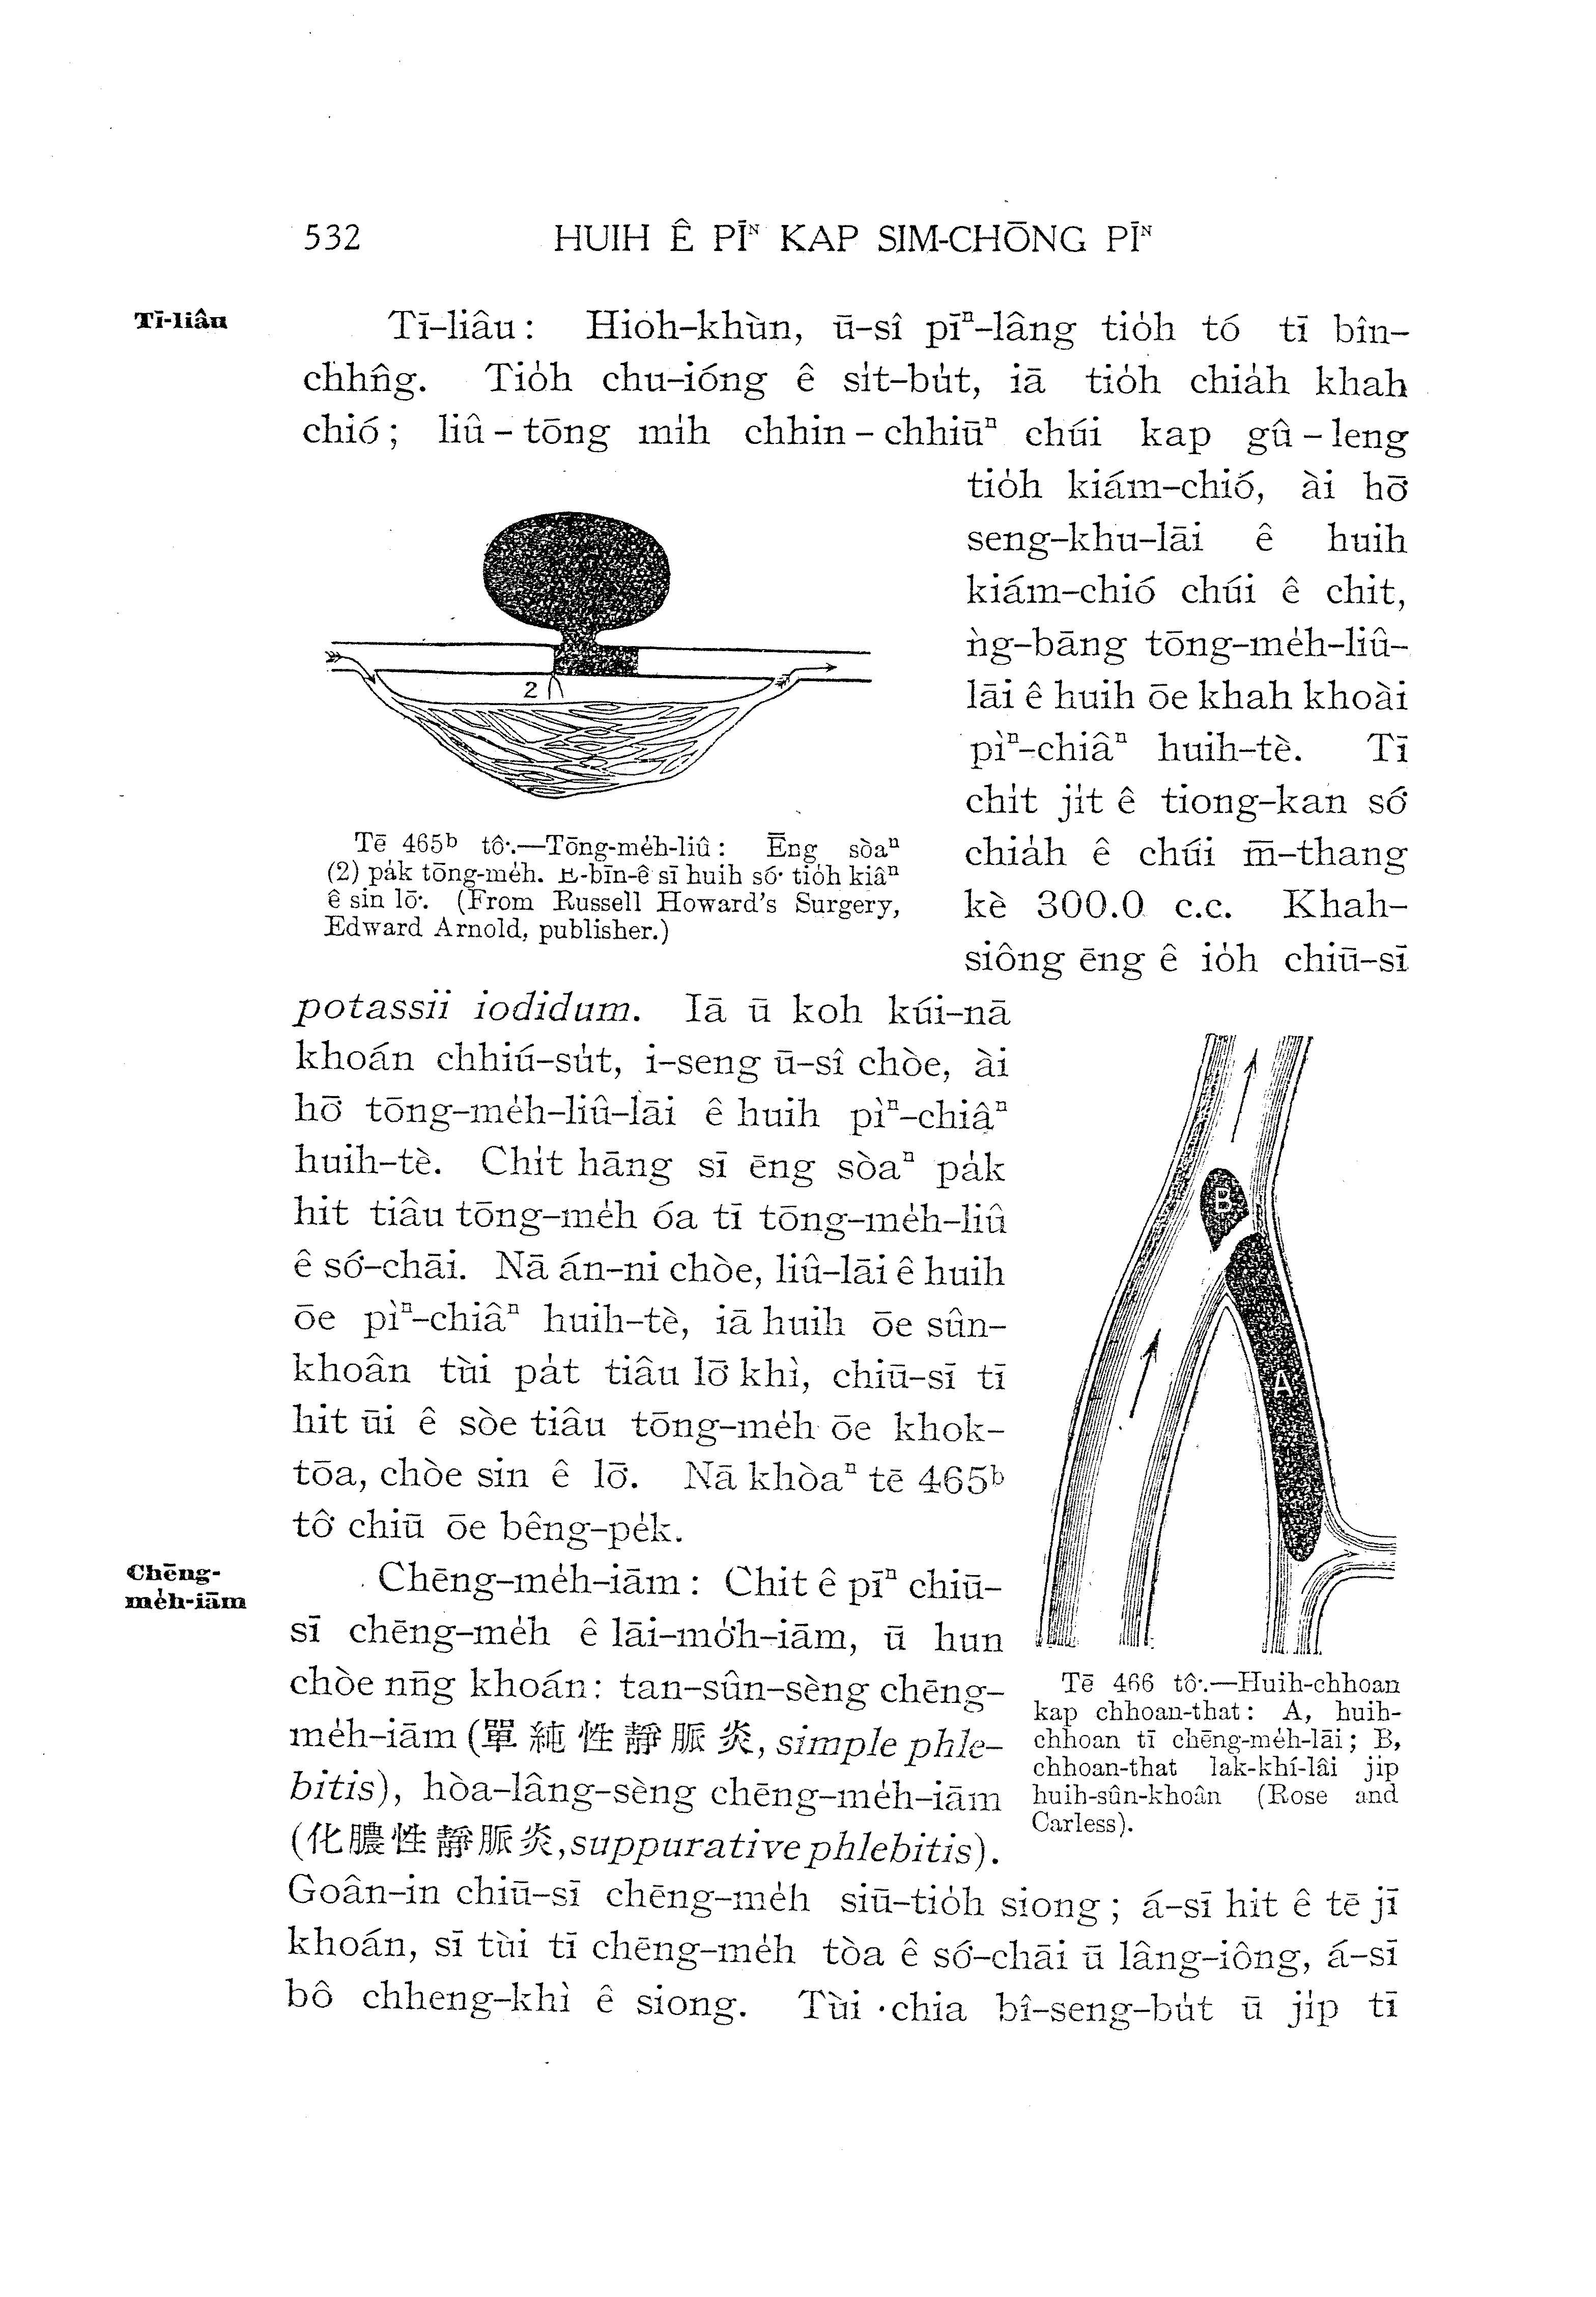 532 HUIH Ê PĪᴺ KAP SIM-CHŌNG PĪᴺ
Tī-liâu
Tī-liâu: Hioh-khùn, ū-sî pīⁿ-lâng tio̍h tó tī bîn-
chhn̂g. Tio̍h chu-ióng ê si̍t-bu̍t, iā tio̍h chia̍h khah
chió; liû-tōng mi̍h chhin-chhiūⁿ chúi kap gû-leng
tio̍h kiám-chió, ài hō͘
seng-khu-lāi ê huih
kiám-chió chúi ê chit,
ǹg-bāng tōng-me̍h-liû-
lāi ê huih ōe khah khoài
pìⁿ-chiâⁿ huih-tè. Tī
chi̍t ji̍t ê tiong-kan só͘
chia̍h ê chúi m̄-thang
kè 300.0 c.c. Khah-
siông ēng ê io̍h chiū-sī
2
Tē 465b tô͘.—Tōng-me̍h-liû: Ēng sòaⁿ
(2) pa̍k tōng-me̍h. E-bīn-ê sī huih só͘ tio̍h kiâⁿ
ê sin lō͘. (From Russell Howard's Surgery,
Edward Arnold, publisher.)
potassii iodidum. Iā ū koh kúi-nā
khoán chhiú-su̍t, i-seng ū-sî chòe, ài
hō͘ tōng-me̍h-liû-lāi ê huih pìⁿ-chiâⁿ
huih-tè. Chi̍t hāng sī ēng sòaⁿ pa̍k
hit tiâu tōng-me̍h óa tī tōng-me̍h-liû
ê só͘-chāi. Nā án-ni chòe, liû-lāi ê huih
ōe pìⁿ-chiâⁿ huih-tè, iā huih ōe sûn-
khoân tùi pa̍t tiâu lō͘ khì, chiū-sī tī
hit ūi ê sòe tiâu tōng-me̍h ōe khok-
tōa, chòe sin ê lō͘. Nā khòaⁿ tē 465b
tô͘ chiū ōe bêng-pe̍k.
Chēng-
me̍h-iām
Chēng-me̍h-iām: Chit ê pīⁿ chiū-
sī chēng-me̍h ê lāi-mo̍͘h-iām, ū hun
chòe nn̄g khoán: tan-sûn-sèng chēng-
me̍h-iām (單純性靜脈炎, simple phle-
bitis), hòa-lâng-sèng chēng-me̍h-iām
(化膿性靜脈炎, suppurative phlebitis).
B
A
Tē 466 tô͘.—Huih-chhoan
kap chhoan-that: A, huih-
chhoan tī chēng-me̍h-lāi; B,
chhoan-that lak-khí-lâi jip
huih-sûn-khoân (Rose and
Carless).
Goân-in chiū-sī chēng-me̍h siū-tio̍h siong; á-sī hit ê tē jī
khoán, sī tùi tī chēng-me̍h tòa ê só͘-chāi ū lâng-iông, á-sī
bô chheng-khì ê siong. Tùi chia bî-seng-bu̍t ū ji̍p tī